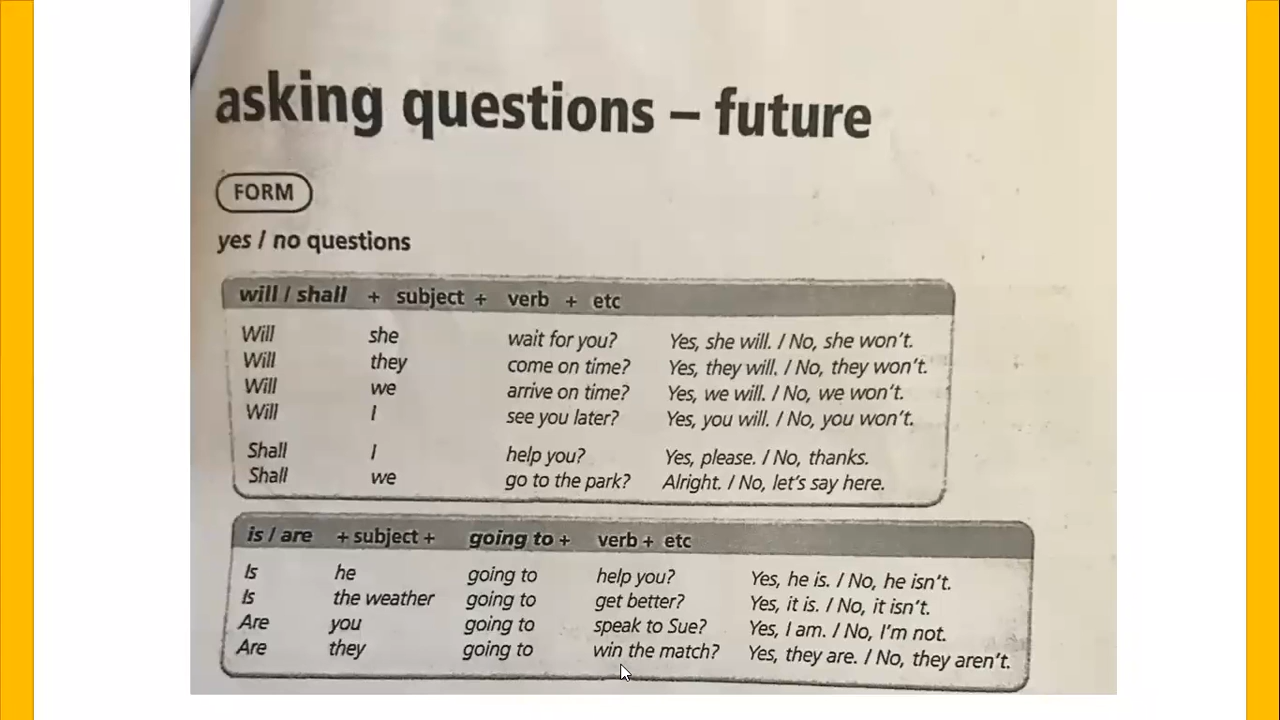 asking questions – future
FORM
yes / no questions
will / shall + subject + verb + etc
Will she wait for you? Yes, she will. / No, she won't.
Will they come on time? Yes, they will. / No, they won't.
Will we arrive on time? Yes, we will. / No, we won't.
Will I see you later? Yes, you will. / No, you won't.
Shall I help you? Yes, please. / No, thanks.
Shall we go to the park? Alright. / No, let's say here.
is / are + subject + going to + verb + etc
Is he going to help you? Yes, he is. / No, he isn't.
Is the weather going to get better? Yes, it is. / No, it isn't.
Are you going to speak to Sue? Yes, I am. / No, I'm not.
Are they going to win the match? Yes, they are. / No, they aren't.